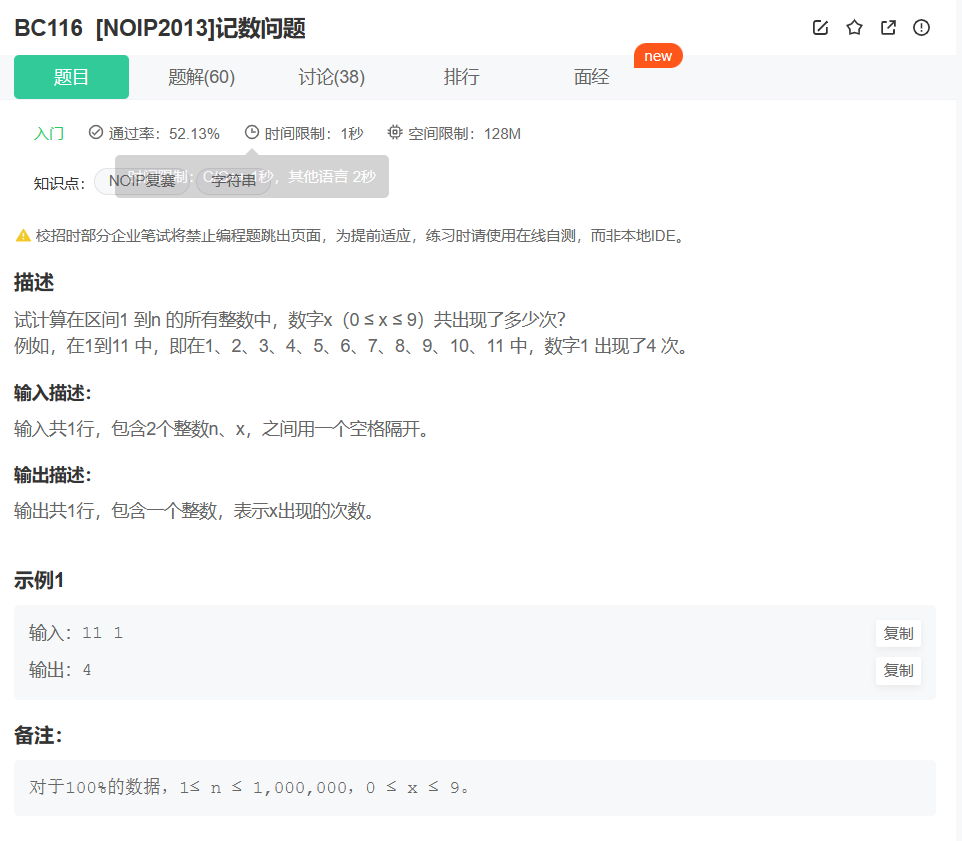 BC116 [NOIP2013]记数问题
题目 题解(60) 讨论(38) 排行 面经 new
入门 通过率：52.13% 时间限制：1秒 空间限制：128M
知识点： NOIP复赛 字符串
时间限制：C/C++ 1秒，其他语言 2秒
校招时部分企业笔试将禁止编程题跳出页面，为提前适应，练习时请使用在线自测，而非本地IDE。
描述
试计算在区间1 到n 的所有整数中，数字x（0 ≤ x ≤ 9）共出现了多少次？
例如，在1到11 中，即在1、2、3、4、5、6、7、8、9、10、11 中，数字1 出现了4 次。
输入描述：
输入共1行，包含2个整数n、x，之间用一个空格隔开。
输出描述：
输出共1行，包含一个整数，表示x出现的次数。
示例1
输入：11 1 复制
输出：4 复制
备注：
对于100%的数据，1≤ n ≤ 1,000,000，0 ≤ x ≤ 9。